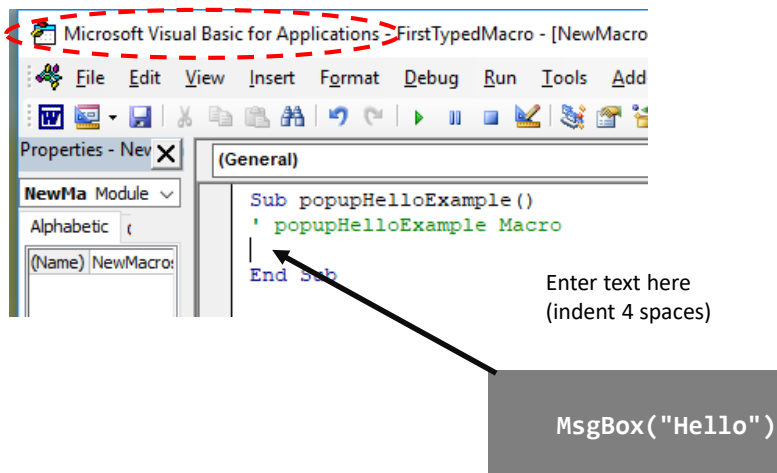 Microsoft Visual Basic for Applications - FirstTypedMacro - [NewMacro
File Edit View Insert Format Debug Run Tools Add
Properties - New
(General)
NewMa Module
Alphabetic
(Name) NewMacros
Sub popupHelloExample()
' popupHelloExample Macro
End Sub
Enter text here
(indent 4 spaces)
MsgBox("Hello")